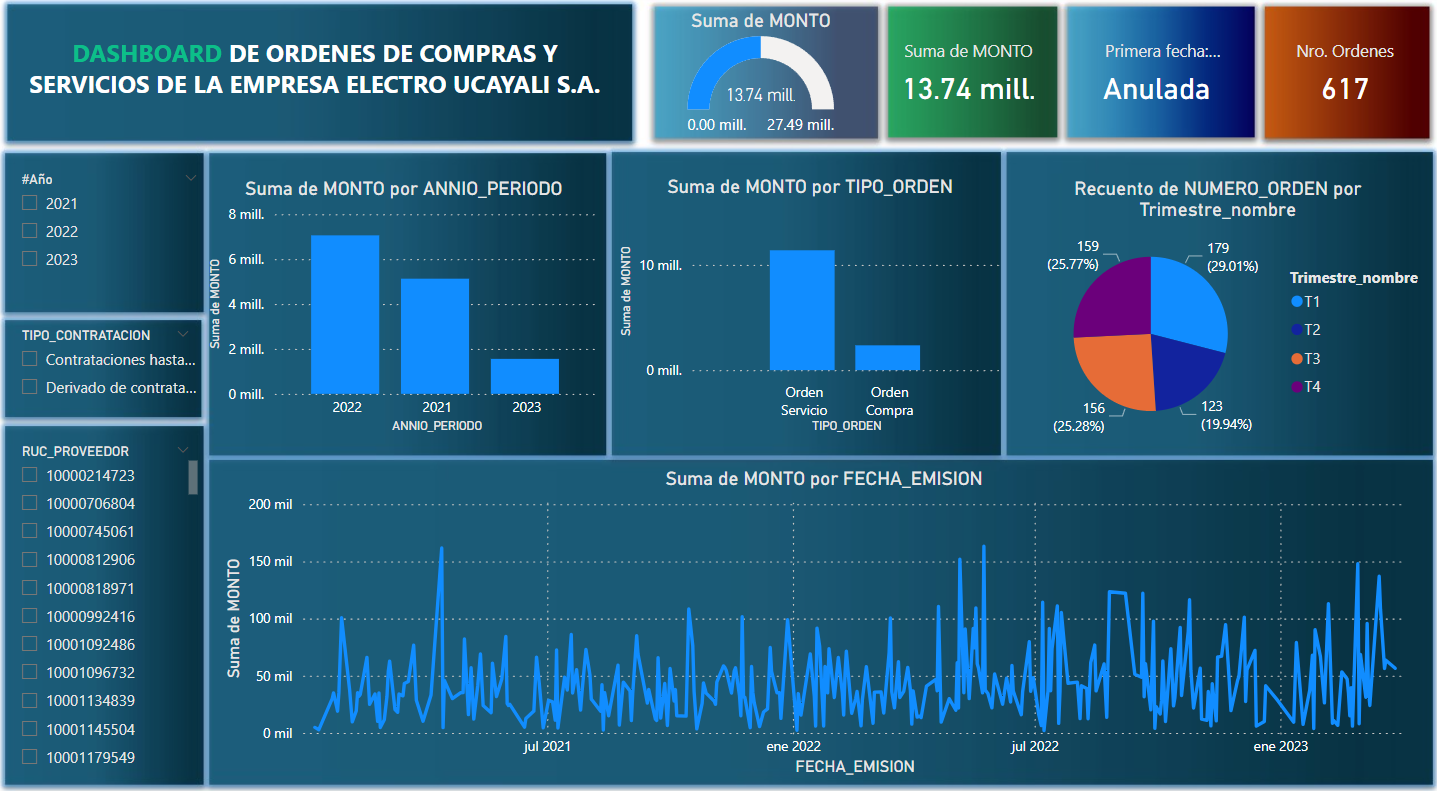 DASHBOARD DE ORDENES DE COMPRAS Y
SERVICIOS DE LA EMPRESA ELECTRO UCAYALI S.A.
Suma de MONTO
13.74 mill.
0.00 mill.
27.49 mill.
Suma de MONTO
13.74 mill.
Primera fecha:...
Anulada
Nro. Ordenes
617
#Año
2021
2022
2023
TIPO_CONTRATACION
Contrataciones hasta...
Derivado de contrata...
RUC_PROVEEDOR
10000214723
10000706804
10000745061
10000812906
10000818971
10000992416
10001092486
10001096732
10001134839
10001145504
10001179549
Suma de MONTO por ANNIO_PERIODO
Suma de MONTO
8 mill.
6 mill.
4 mill.
2 mill.
0 mill.
2022
2021
2023
ANNIO_PERIODO
Suma de MONTO por TIPO_ORDEN
Suma de MONTO
10 mill.
0 mill.
Orden
Servicio
Orden
Compra
TIPO_ORDEN
Recuento de NUMERO_ORDEN por
Trimestre_nombre
159
(25.77%)
179
(29.01%)
156
(25.28%)
123
(19.94%)
Trimestre_nombre
T1
T2
T3
T4
Suma de MONTO por FECHA_EMISION
Suma de MONTO
200 mil
150 mil
100 mil
50 mil
0 mil
jul 2021
ene 2022
jul 2022
ene 2023
FECHA_EMISION